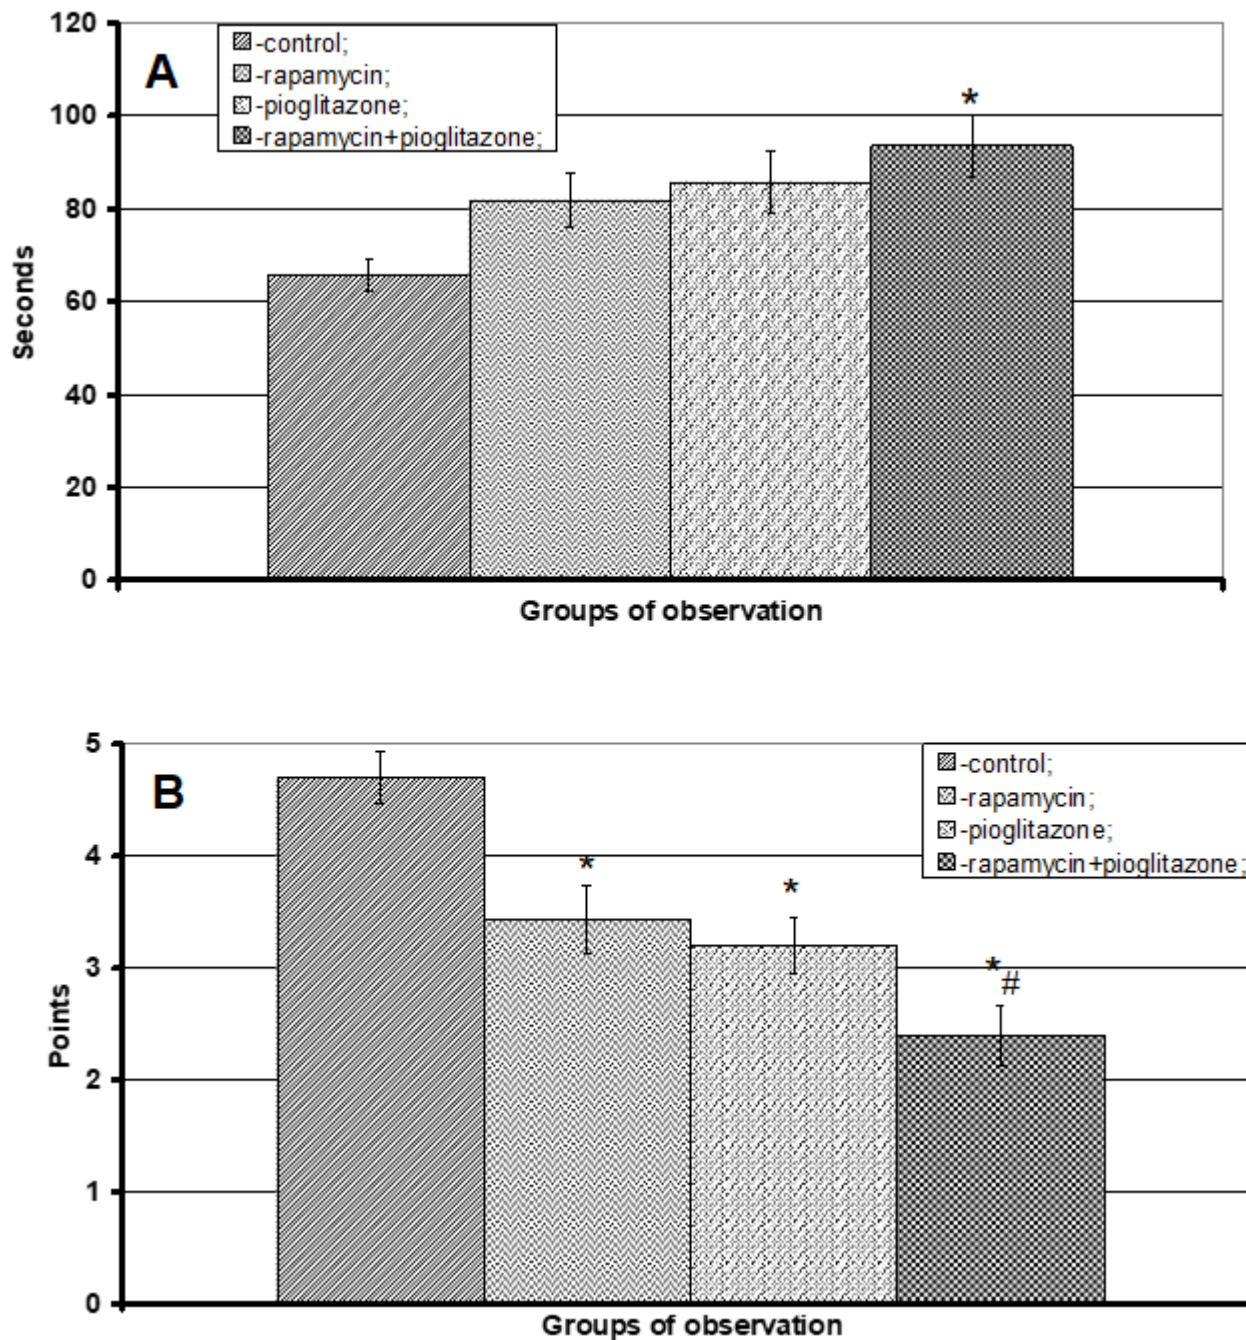 120
100
80
60
40
20
0
Seconds
A
-control;
-rapamycin;
-pioglitazone;
-rapamycin+pioglitazone;
*
Groups of observation
5
4
3
2
1
0
Points
B
-control;
-rapamycin;
-pioglitazone;
-rapamycin+pioglitazone;
*
*
*#
Groups of observation